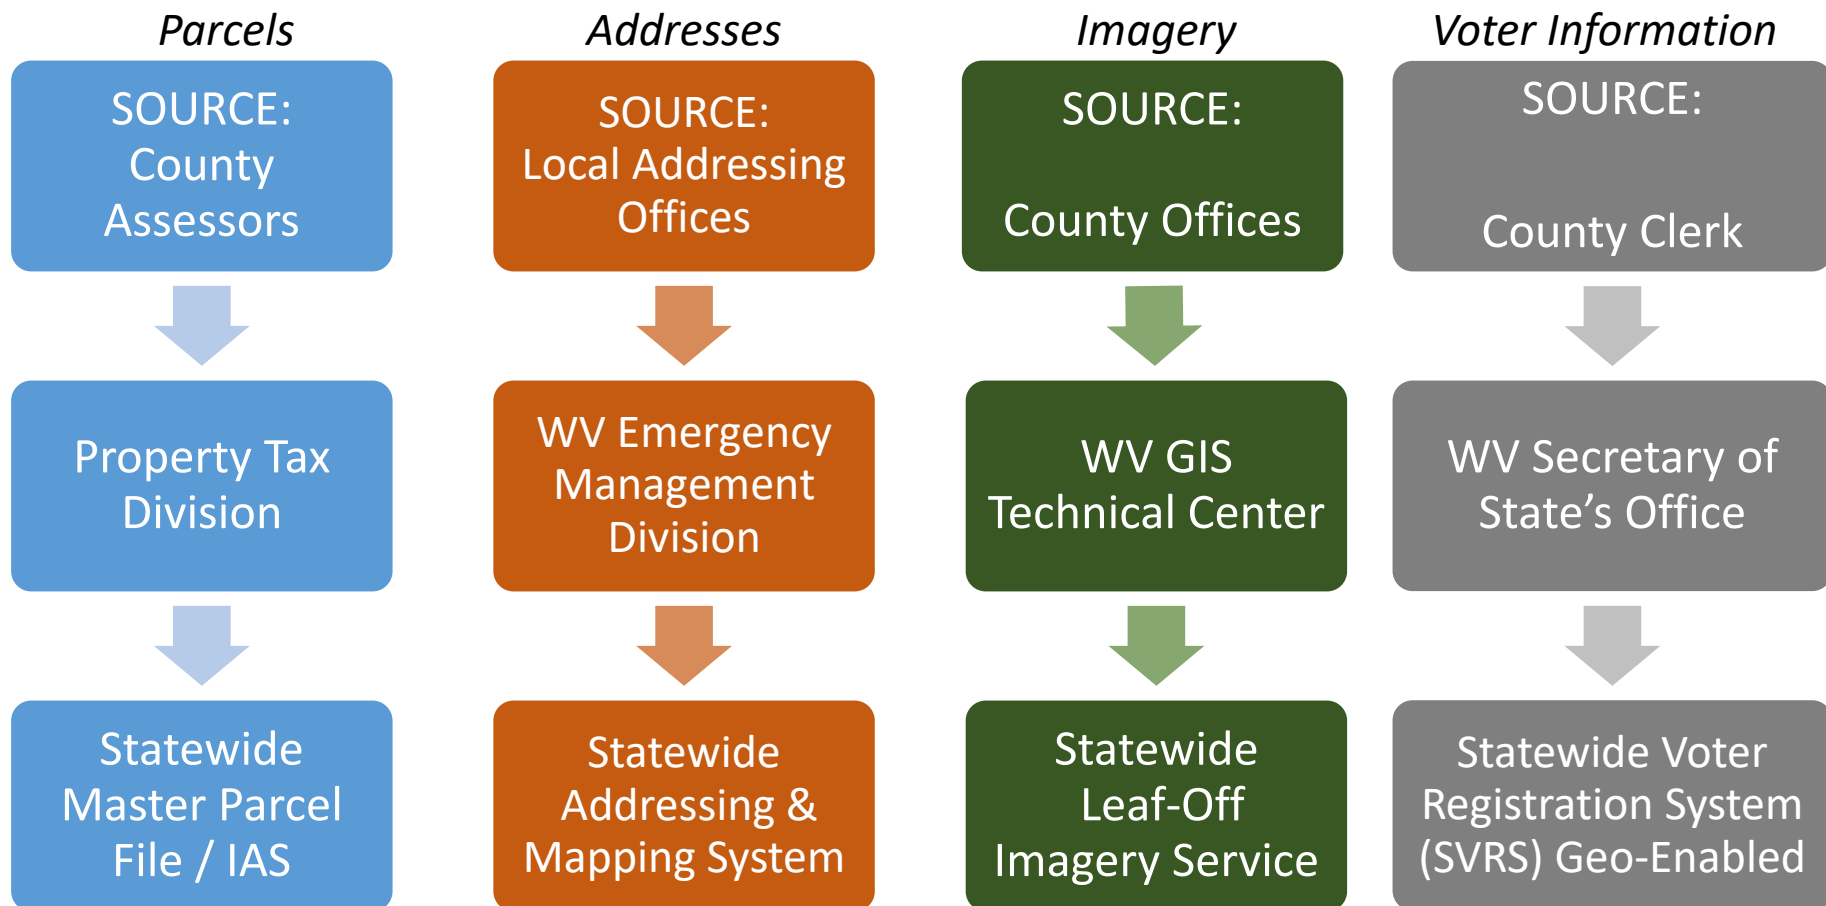 Parcels
SOURCE:
County
Assessors
Property Tax
Division
Statewide
Master Parcel
File / IAS
Addresses
SOURCE:
Local Addressing
Offices
WV Emergency
Management
Division
Statewide
Addressing &
Mapping System
Imagery
SOURCE:
County Offices
WV GIS
Technical Center
Statewide
Leaf-Off
Imagery Service
Voter Information
SOURCE:
County Clerk
WV Secretary of
State’s Office
Statewide Voter
Registration System
(SVRS) Geo-Enabled